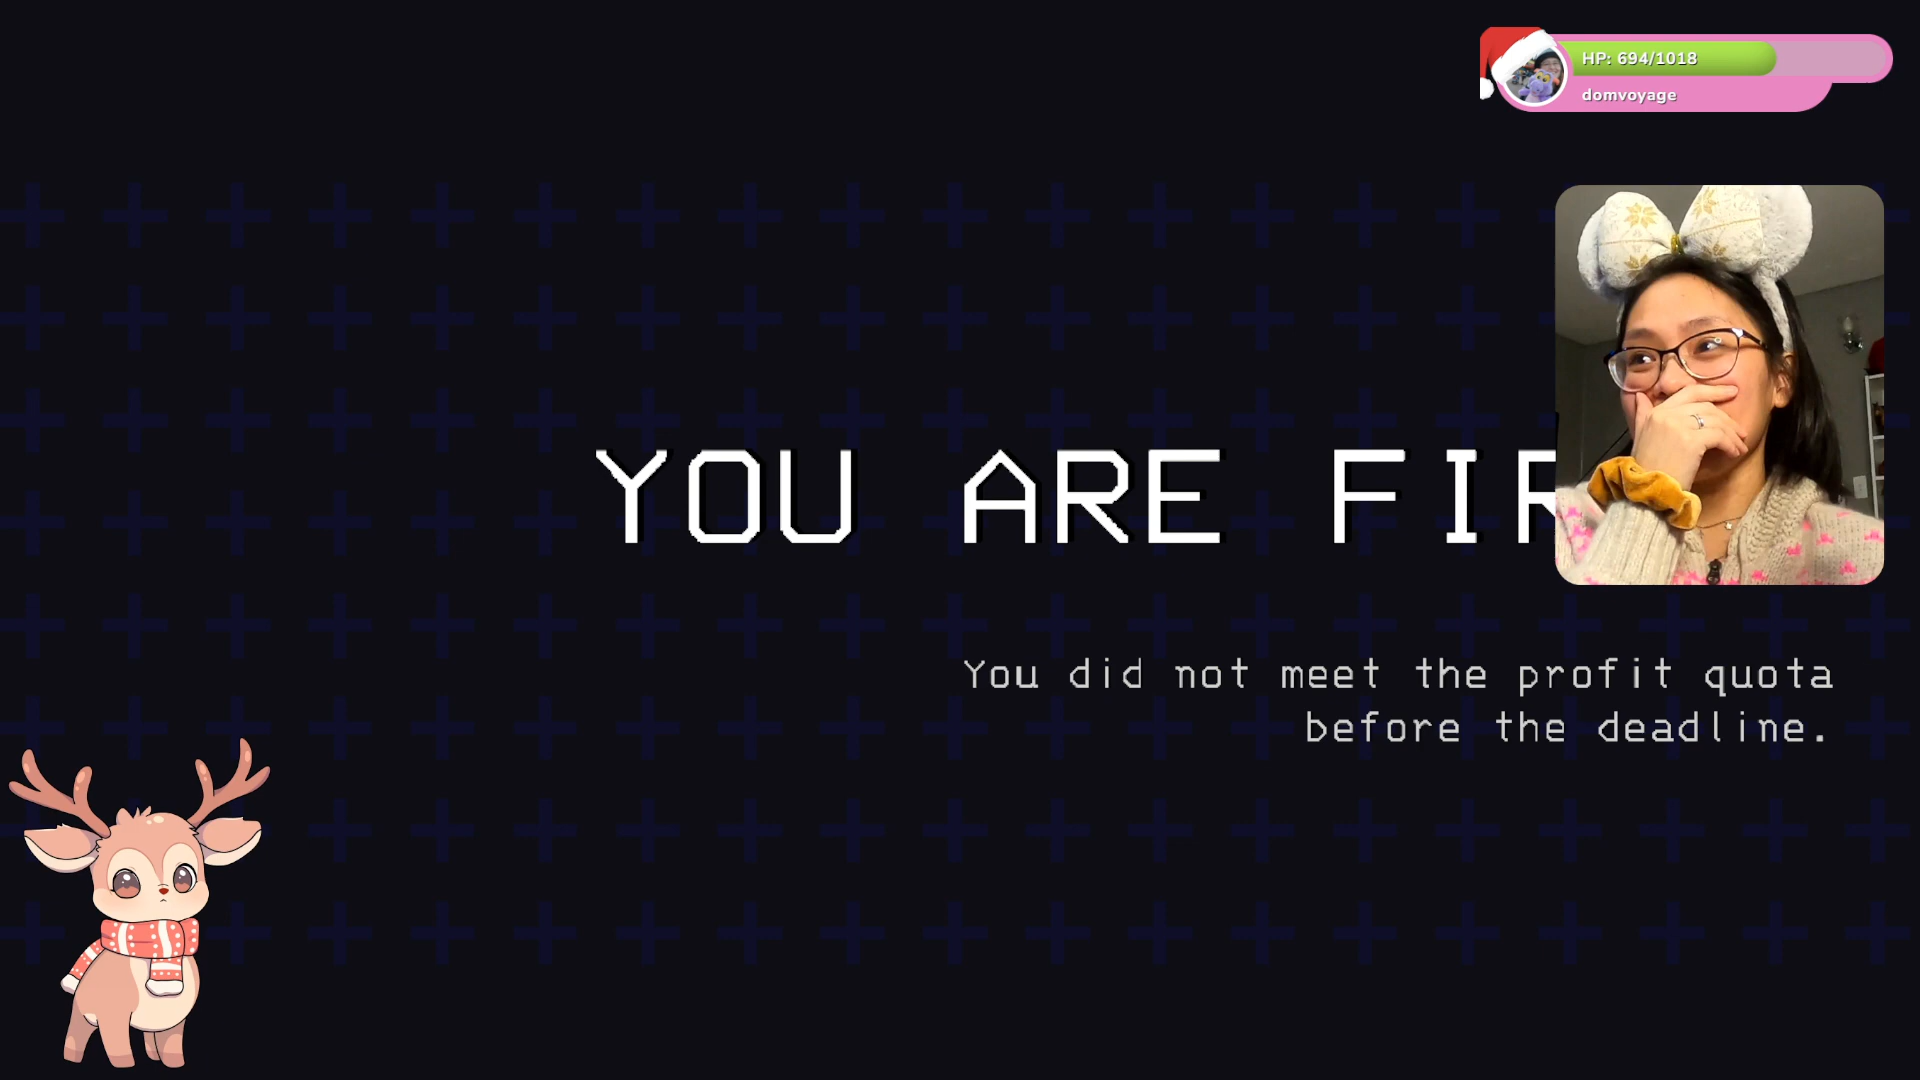 HP: 694/1018
domvoyage
YOU ARE FIR
You did not meet the profit quota
before the deadline.